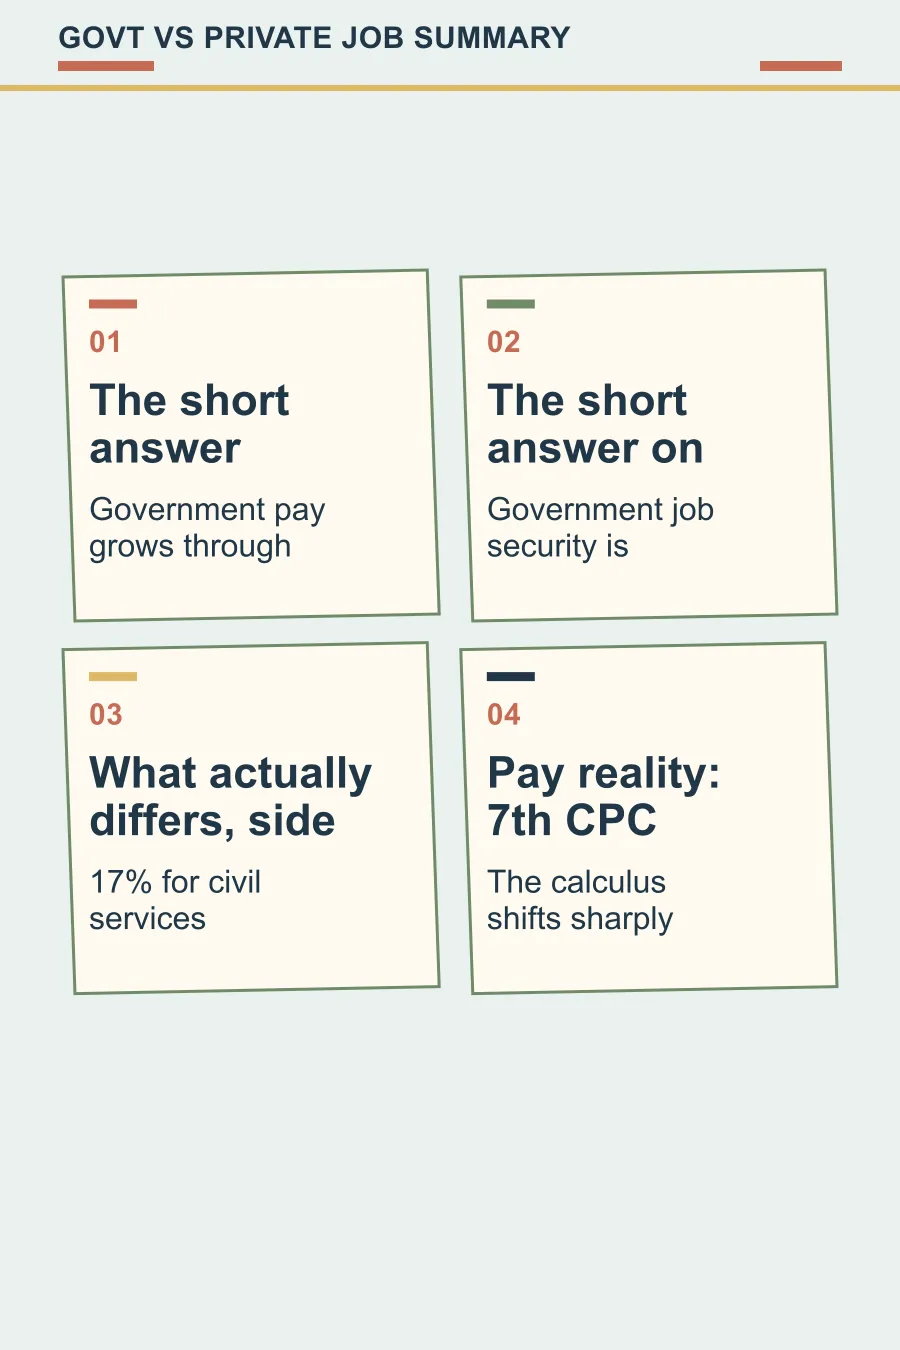 GOVT VS PRIVATE JOB SUMMARY
01
The short
answer
Government pay
grows through
02
The short
answer on
Government job
security is
03
What actually
differs, side
17% for civil
services
04
Pay reality:
7th CPC
The calculus
shifts sharply